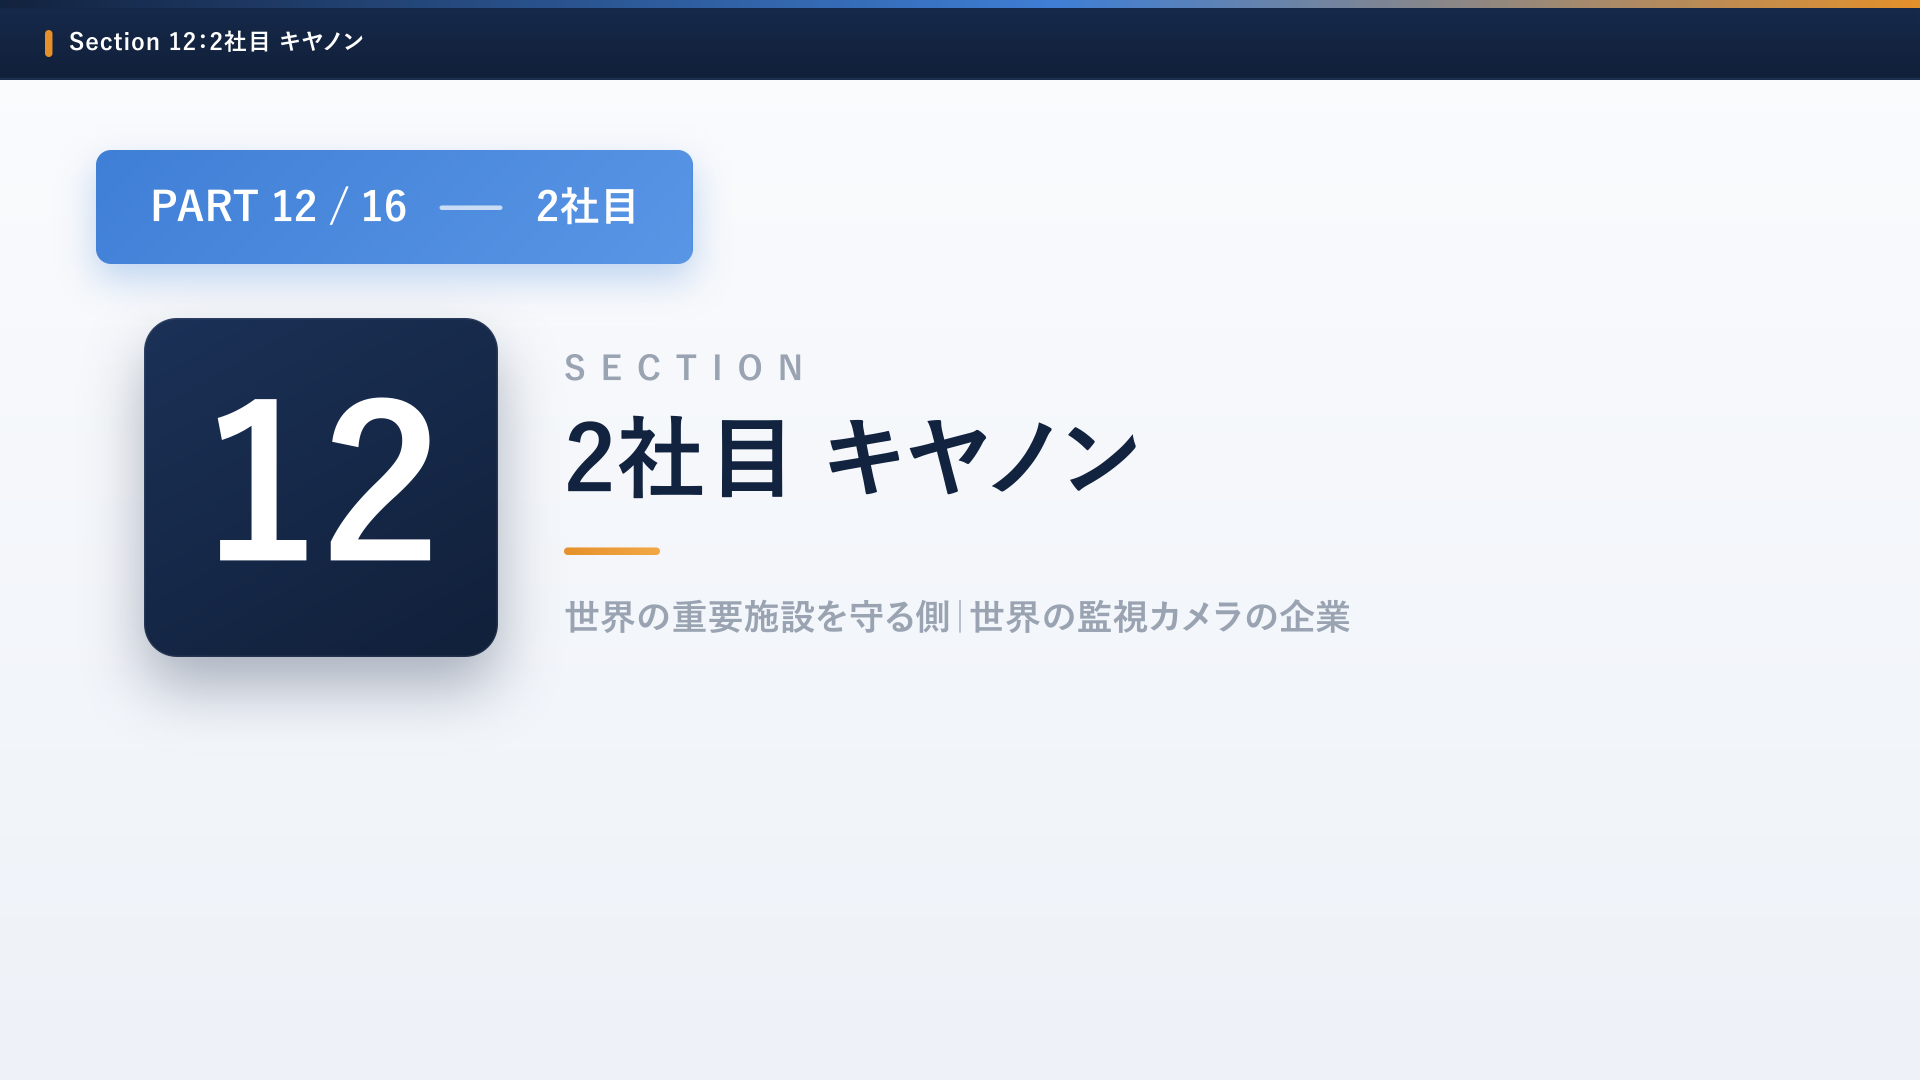 Section 12：2社目 キヤノン
PART 12 / 16 — 2社目
12
SECTION
2社目 キヤノン
世界の重要施設を守る側|世界の監視カメラの企業